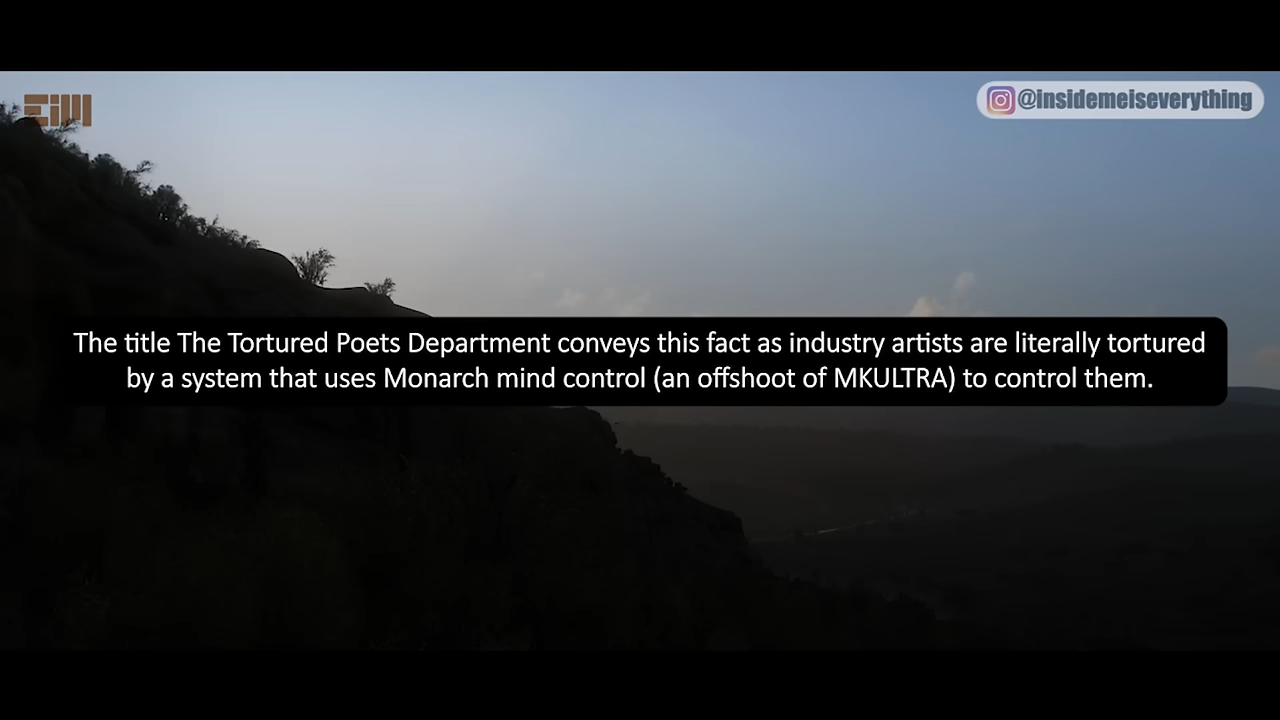 EiM
@insidemeiseverything
The title The Tortured Poets Department conveys this fact as industry artists are literally tortured
by a system that uses Monarch mind control (an offshoot of MKULTRA) to control them.